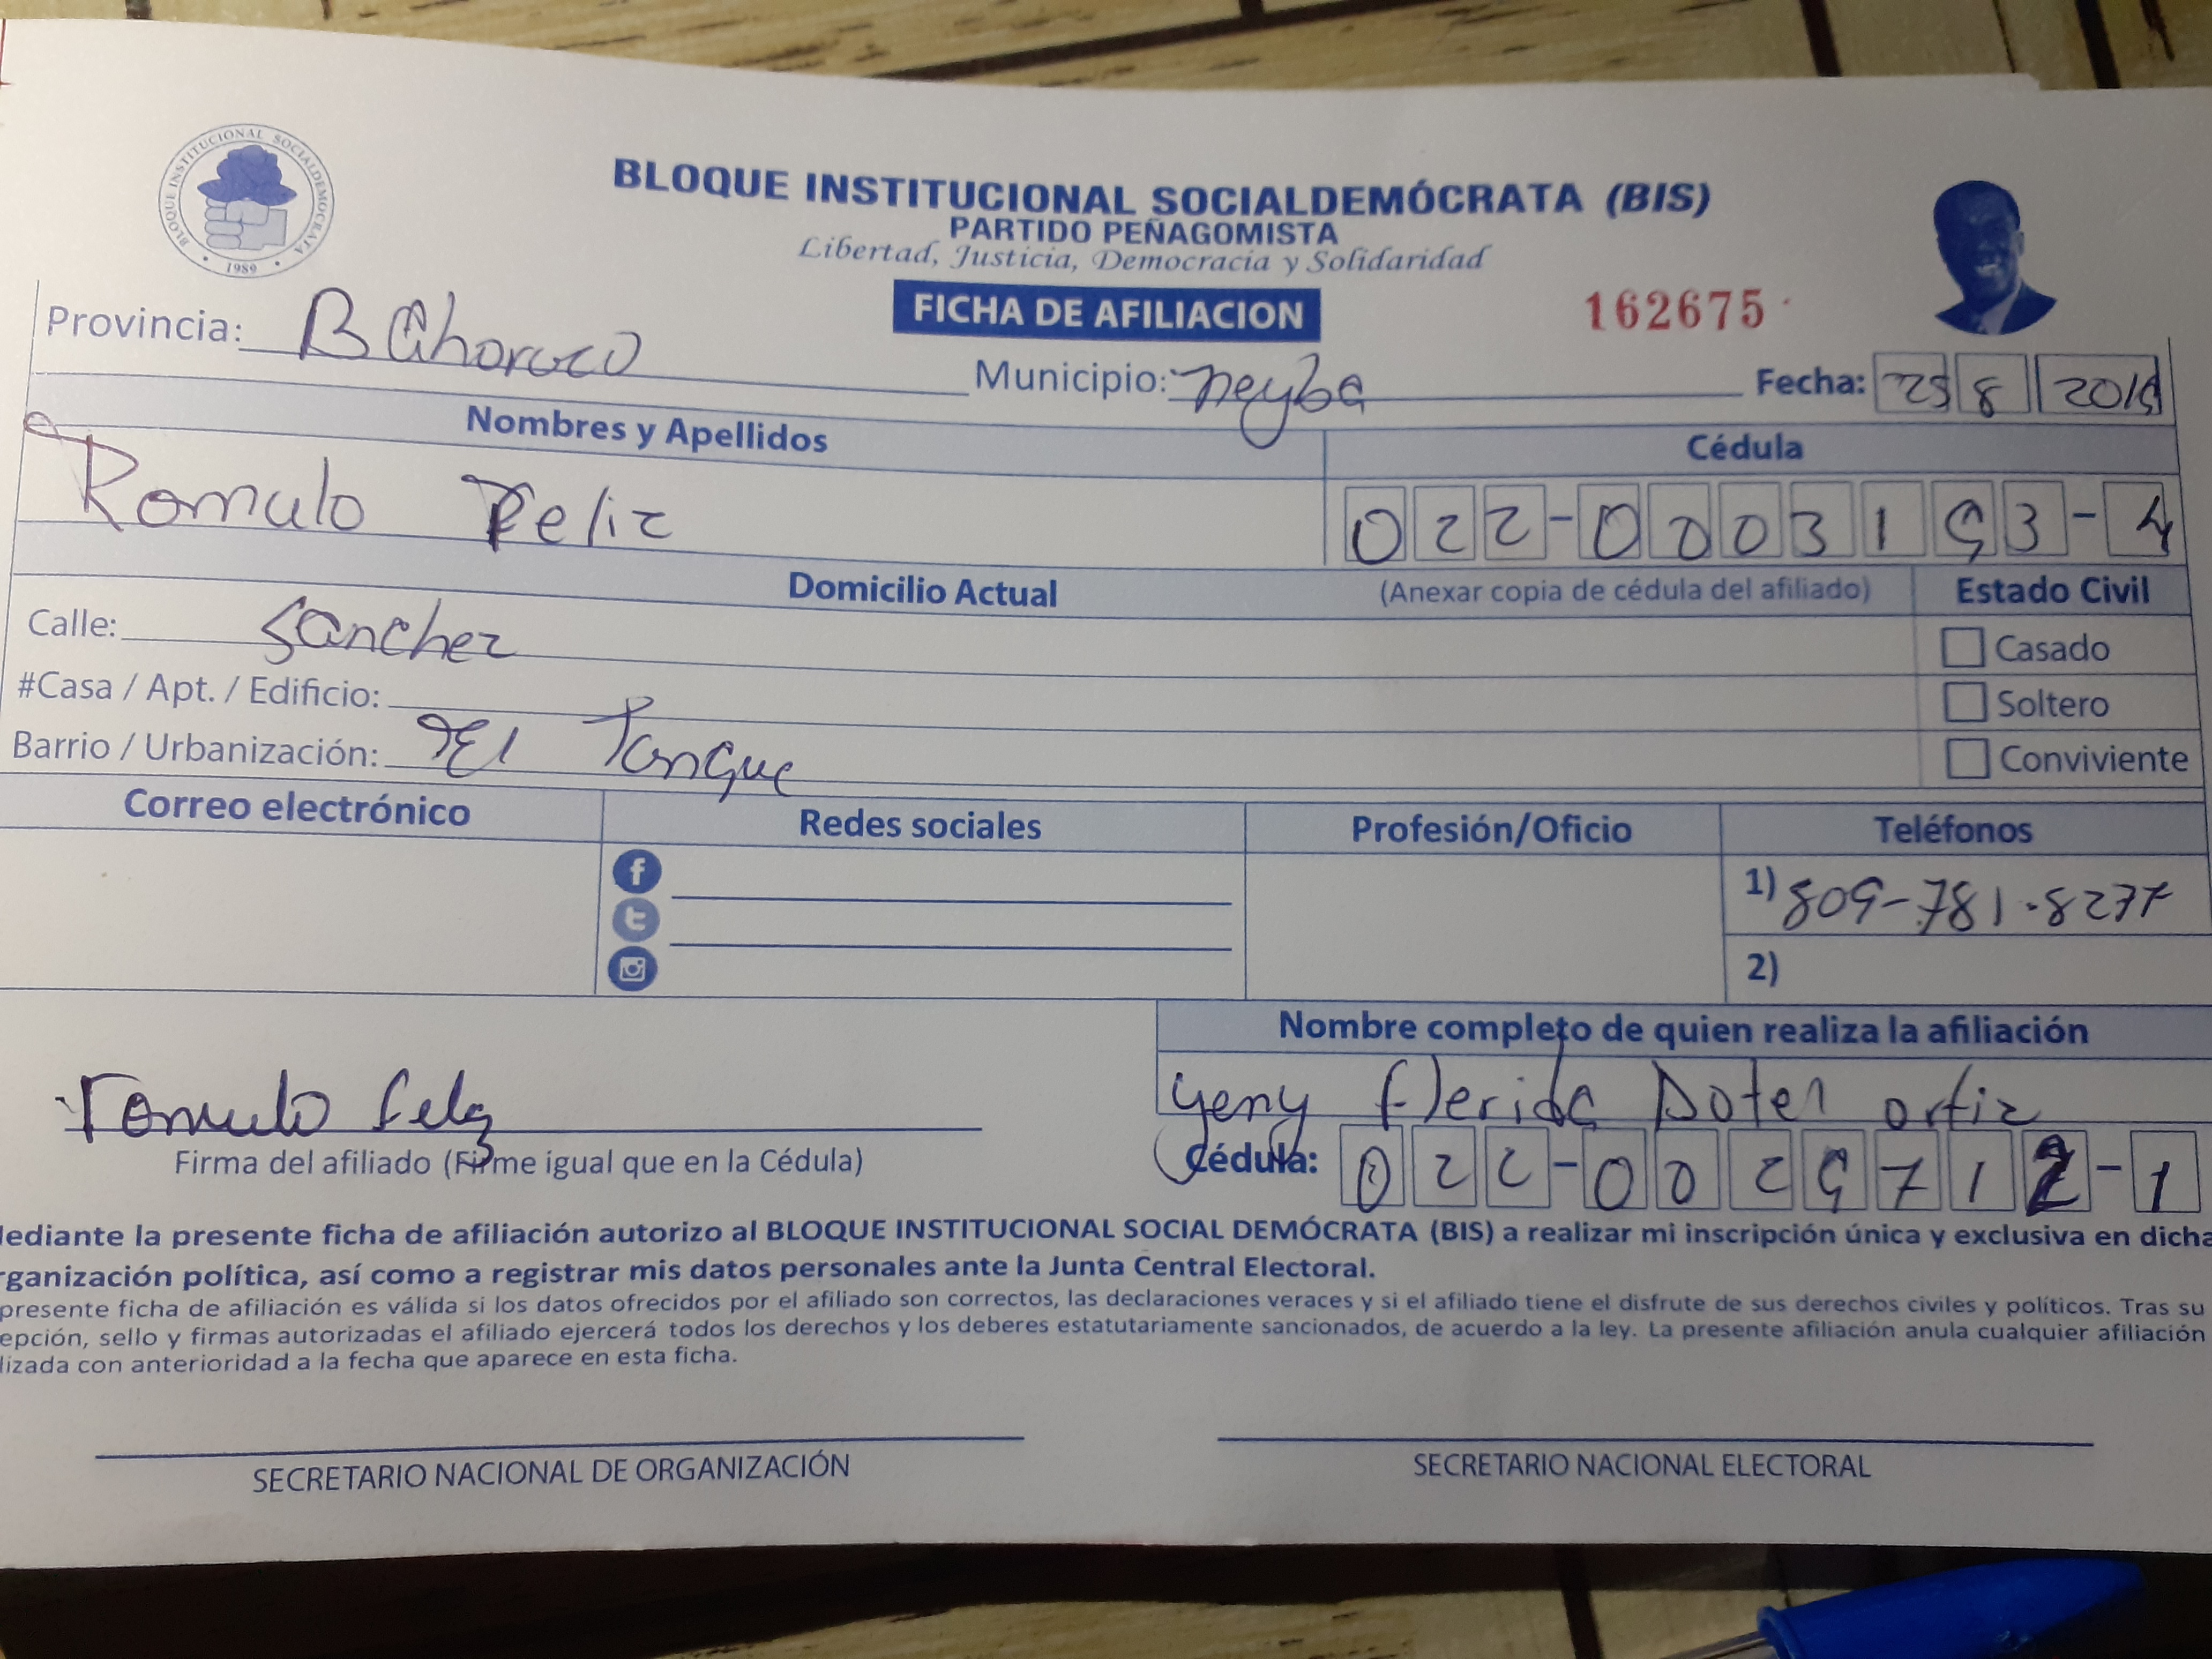 BLOQUE INSTITUCIONAL SOCIALDEMOCRATA
1989
BLOQUE INSTITUCIONAL SOCIALDEMÓCRATA (BIS)
PARTIDO PEÑAGOMISTA
Libertad, Justicia, Democracia y Solidaridad
FICHA DE AFILIACION
162675
Provincia: BAhoruco Municipio: neyba Fecha: 25 8
Nombres y Apellidos Cédula
Romulo Feliz 022-0003193-4
Domicilio Actual (Anexar copia de cédula del afiliado) Estado Civil
Calle: Sanchez Casado
#Casa / Apt. / Edificio: Soltero
Barrio / Urbanización: El Tanque Conviviente
Correo electrónico Redes sociales Profesión/Oficio Teléfonos
1) 809-781-8277
2)
Nombre completo de quien realiza la afiliación
Romulo Feliz yeny flerida Dotel ortiz
Firma del afiliado (Firme igual que en la Cédula) Cédula: 022-0029712-1
lediante la presente ficha de afiliación autorizo al BLOQUE INSTITUCIONAL SOCIAL DEMÓCRATA (BIS) a realizar mi inscripción única y exclusiva en dicha
rganización política, así como a registrar mis datos personales ante la Junta Central Electoral.
presente ficha de afiliación es válida si los datos ofrecidos por el afiliado son correctos, las declaraciones veraces y si el afiliado tiene el disfrute de sus derechos civiles y políticos. Tras su
epción, sello y firmas autorizadas el afiliado ejercerá todos los derechos y los deberes estatutariamente sancionados, de acuerdo a la ley. La presente afiliación anula cualquier afiliación
lizada con anterioridad a la fecha que aparece en esta ficha.
SECRETARIO NACIONAL DE ORGANIZACIÓN SECRETARIO NACIONAL ELECTORAL